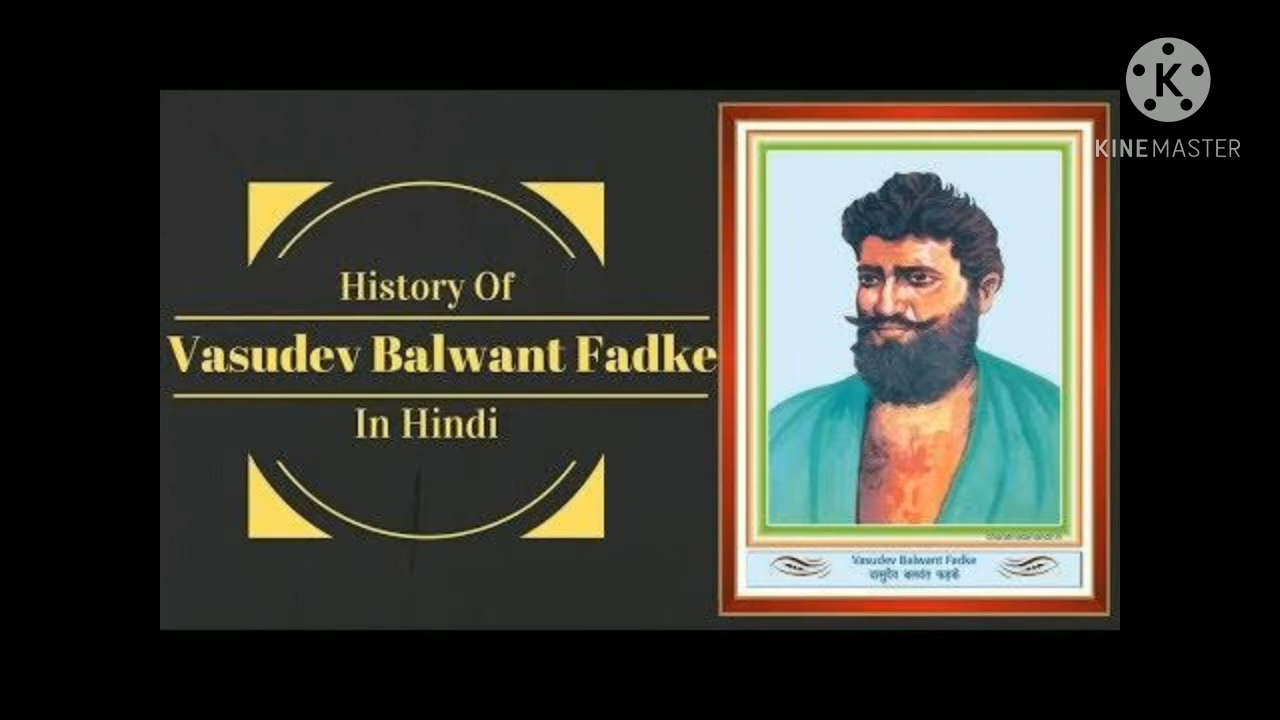 History Of
Vasudev Balwant Fadke
In Hindi
K
KINEMASTER
Vasudev Balwant Fadke
वासुदेव बलवंत फड़के